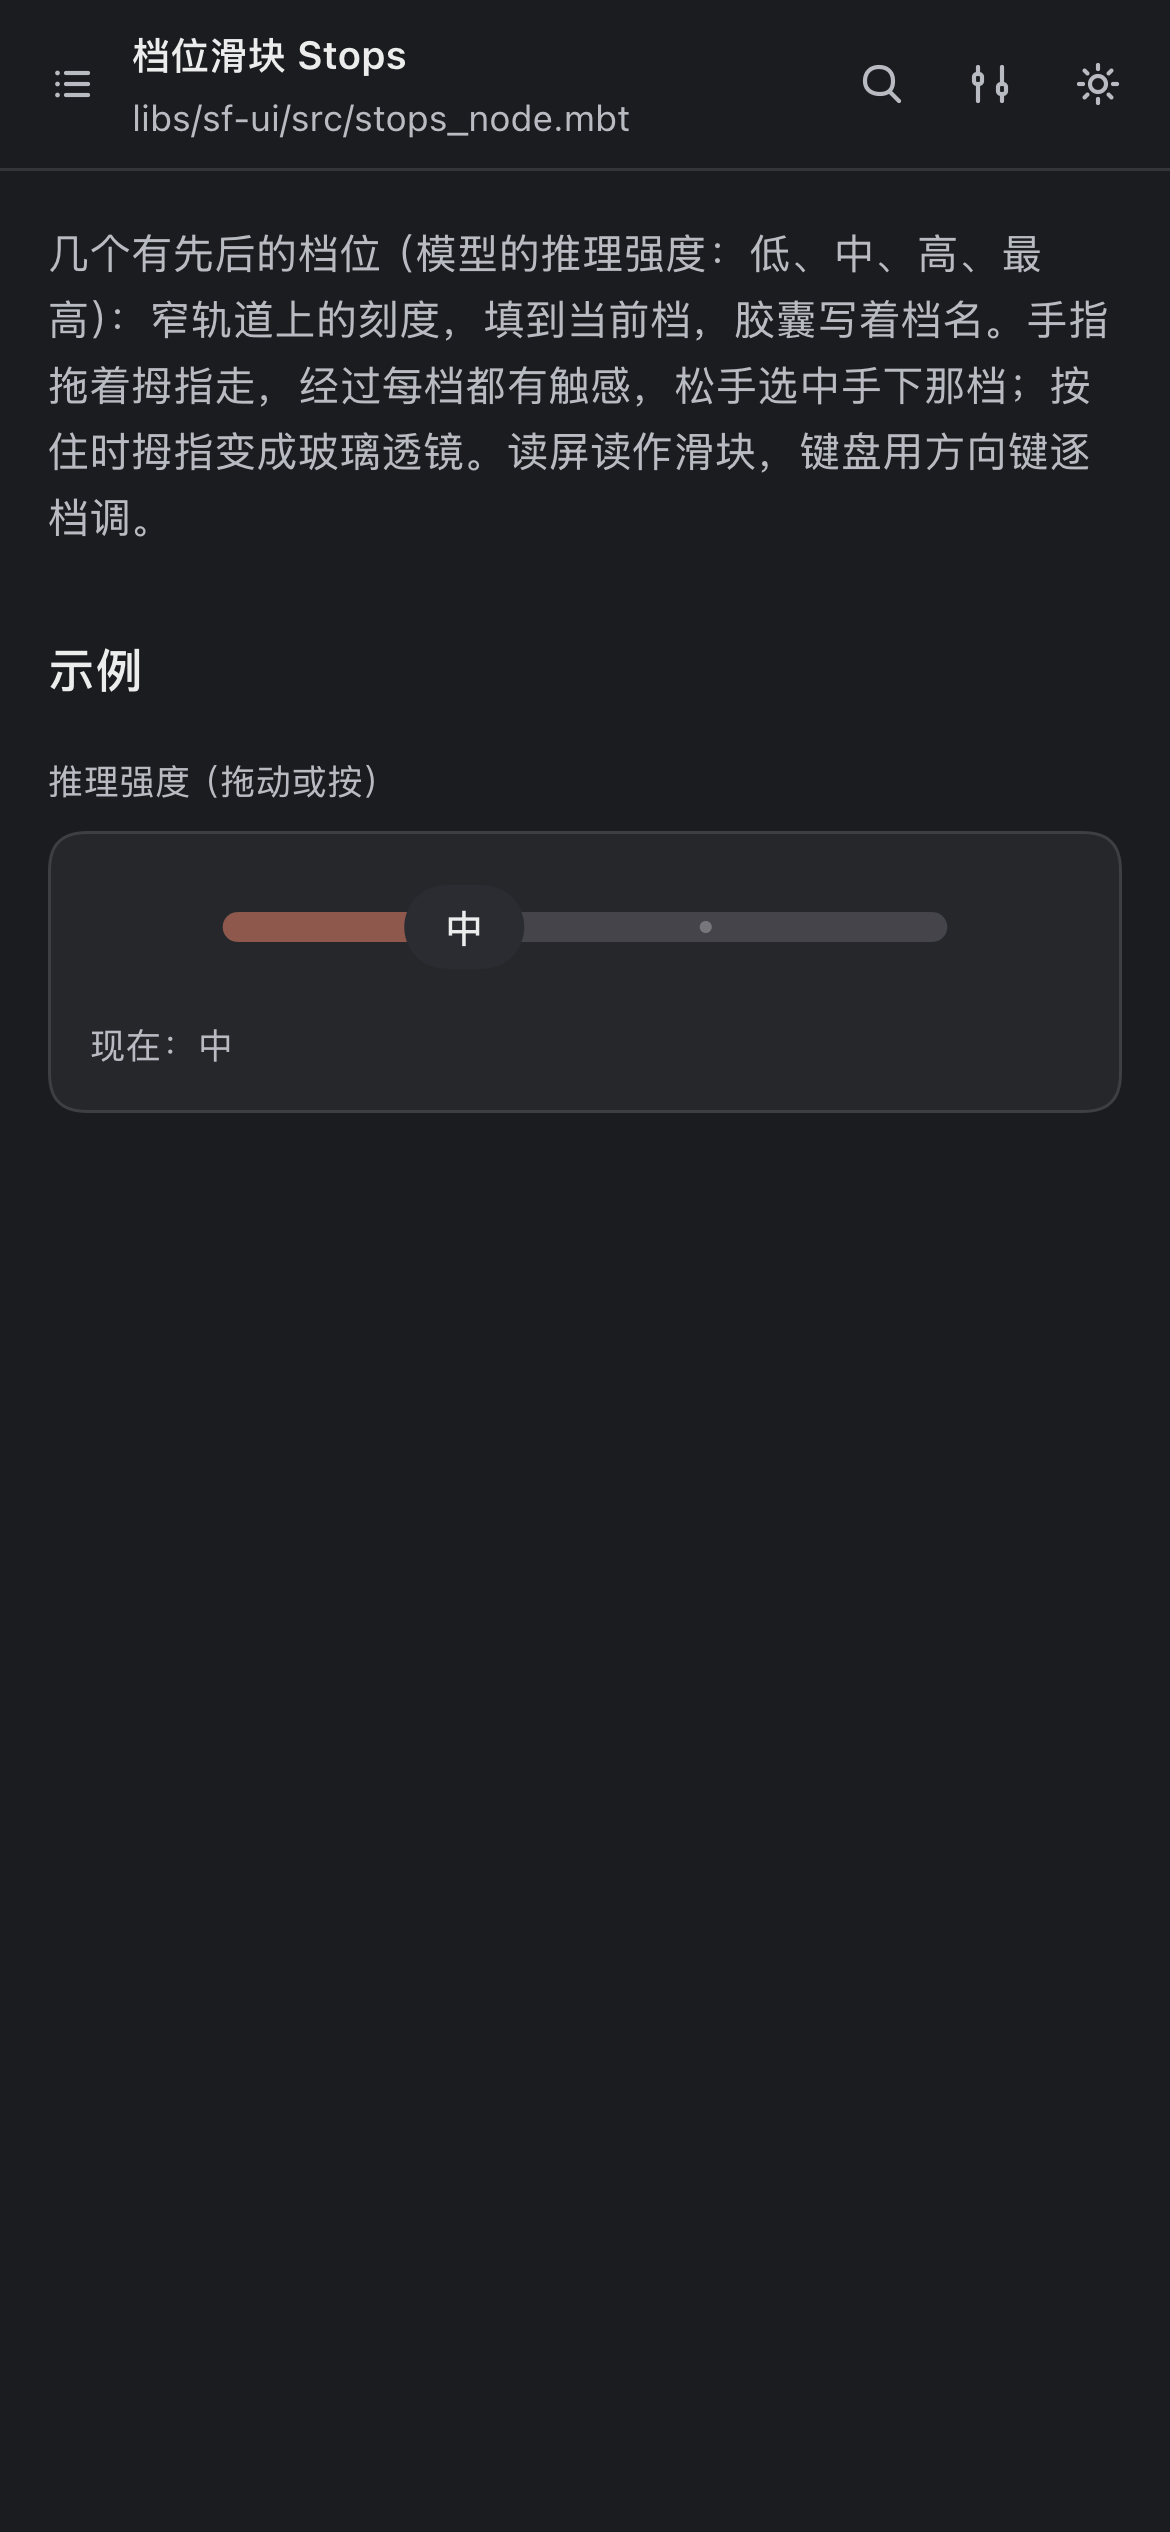 档位滑块 Stops
libs/sf-ui/src/stops_node.mbt
几个有先后的档位（模型的推理强度：低、中、高、最
高）：窄轨道上的刻度，填到当前档，胶囊写着档名。手指
拖着拇指走，经过每档都有触感，松手选中手下那档；按
住时拇指变成玻璃透镜。读屏读作滑块，键盘用方向键逐
档调。
示例
推理强度（拖动或按）
中
现在：中